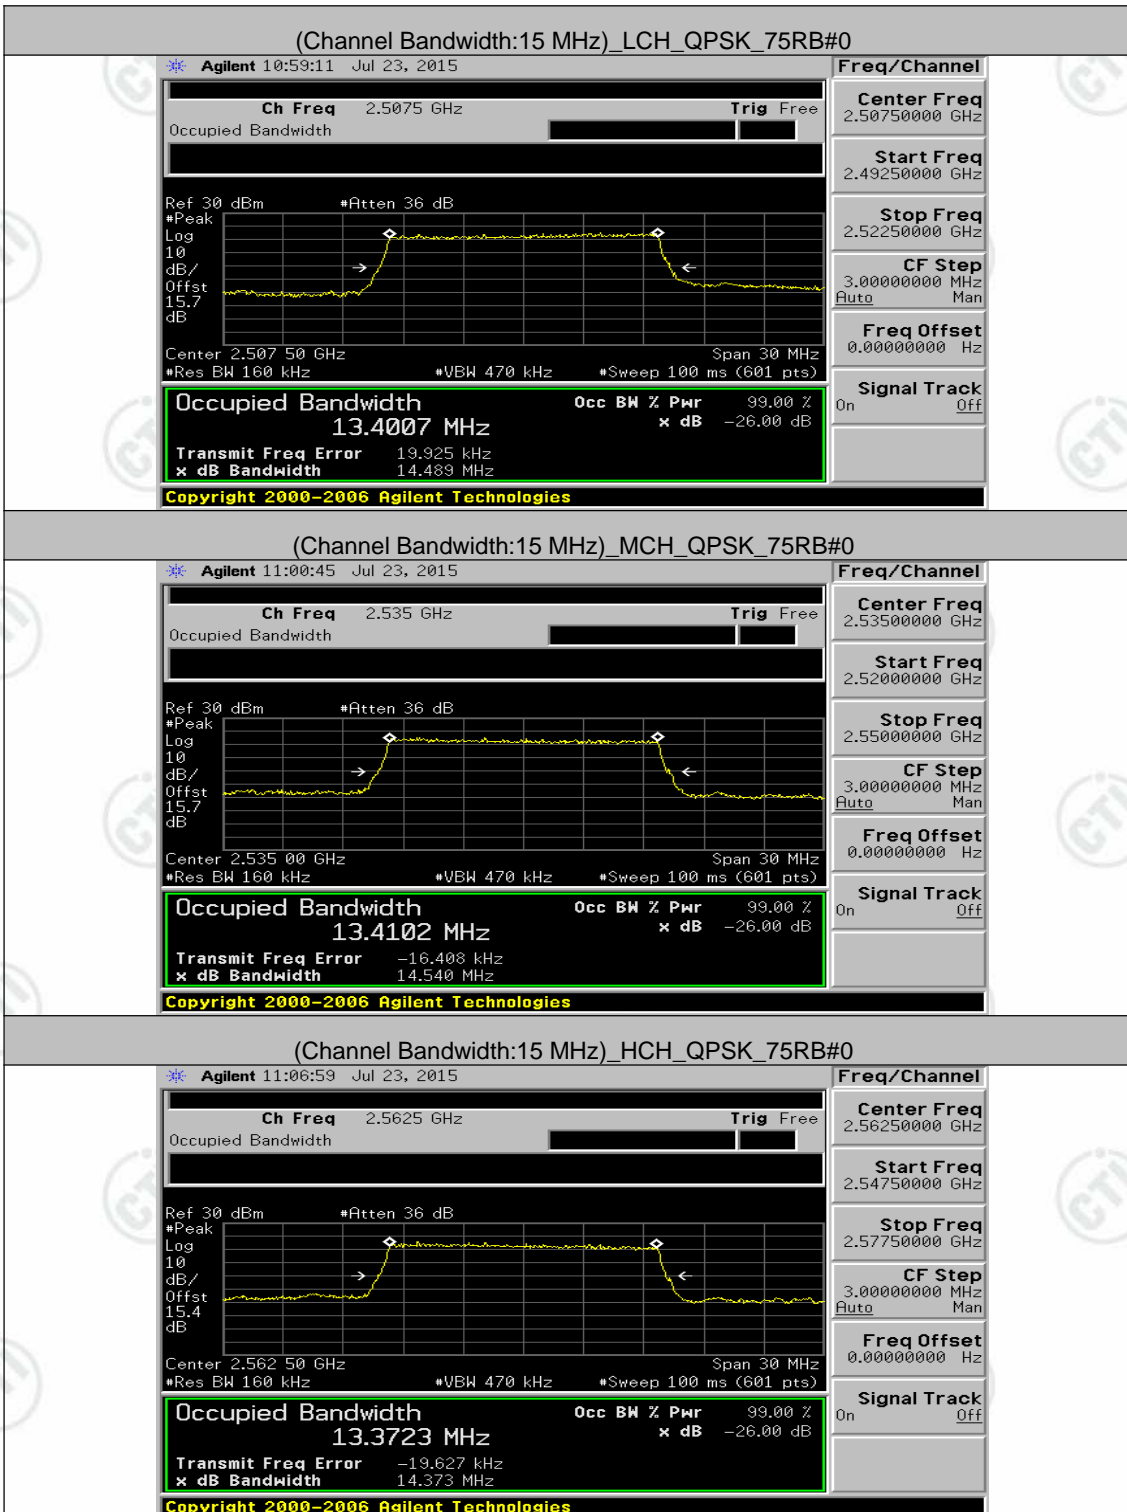 (Channel Bandwidth:15 MHz)_LCH_QPSK_75RB#0
Agilent 10:59:11 Jul 23, 2015
Freq/Channel
Ch Freq 2.5075 GHz Trig Free
Occupied Bandwidth
Center Freq
2.50750000 GHz
Start Freq
2.49250000 GHz
Stop Freq
2.52250000 GHz
CF Step
3.00000000 MHz
Auto Man
Freq Offset
0.00000000 Hz
Signal Track
On Off
Ref 30 dBm #Atten 36 dB
#Peak
Log
10
dB/
Offst
15.7
dB
Center 2.507 50 GHz Span 30 MHz
#Res BW 160 kHz #VBW 470 kHz #Sweep 100 ms (601 pts)
Occupied Bandwidth Occ BW % Pwr 99.00 %
13.4007 MHz x dB -26.00 dB
Transmit Freq Error 19.925 kHz
x dB Bandwidth 14.489 MHz
Copyright 2000-2006 Agilent Technologies
(Channel Bandwidth:15 MHz)_MCH_QPSK_75RB#0
Agilent 11:00:45 Jul 23, 2015
Freq/Channel
Ch Freq 2.535 GHz Trig Free
Occupied Bandwidth
Center Freq
2.53500000 GHz
Start Freq
2.52000000 GHz
Stop Freq
2.55000000 GHz
CF Step
3.00000000 MHz
Auto Man
Freq Offset
0.00000000 Hz
Signal Track
On Off
Ref 30 dBm #Atten 36 dB
#Peak
Log
10
dB/
Offst
15.7
dB
Center 2.535 00 GHz Span 30 MHz
#Res BW 160 kHz #VBW 470 kHz #Sweep 100 ms (601 pts)
Occupied Bandwidth Occ BW % Pwr 99.00 %
13.4102 MHz x dB -26.00 dB
Transmit Freq Error -16.408 kHz
x dB Bandwidth 14.540 MHz
Copyright 2000-2006 Agilent Technologies
(Channel Bandwidth:15 MHz)_HCH_QPSK_75RB#0
Agilent 11:06:59 Jul 23, 2015
Freq/Channel
Ch Freq 2.5625 GHz Trig Free
Occupied Bandwidth
Center Freq
2.56250000 GHz
Start Freq
2.54750000 GHz
Stop Freq
2.57750000 GHz
CF Step
3.00000000 MHz
Auto Man
Freq Offset
0.00000000 Hz
Signal Track
On Off
Ref 30 dBm #Atten 36 dB
#Peak
Log
10
dB/
Offst
15.4
dB
Center 2.562 50 GHz Span 30 MHz
#Res BW 160 kHz #VBW 470 kHz #Sweep 100 ms (601 pts)
Occupied Bandwidth Occ BW % Pwr 99.00 %
13.3723 MHz x dB -26.00 dB
Transmit Freq Error -19.627 kHz
x dB Bandwidth 14.373 MHz
Copyright 2000-2006 Agilent Technologies